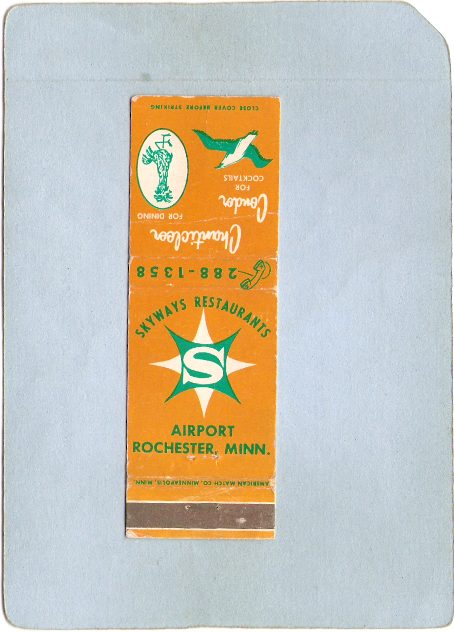 CLOSE COVER BEFORE STRIKING
Chanticleer
FOR DINING
Condor
FOR
COCKTAILS
288-1358
SKYWAYS RESTAURANTS
S
AIRPORT
ROCHESTER, MINN.
AMERICAN MATCH CO., MINNEAPOLIS, MINN.